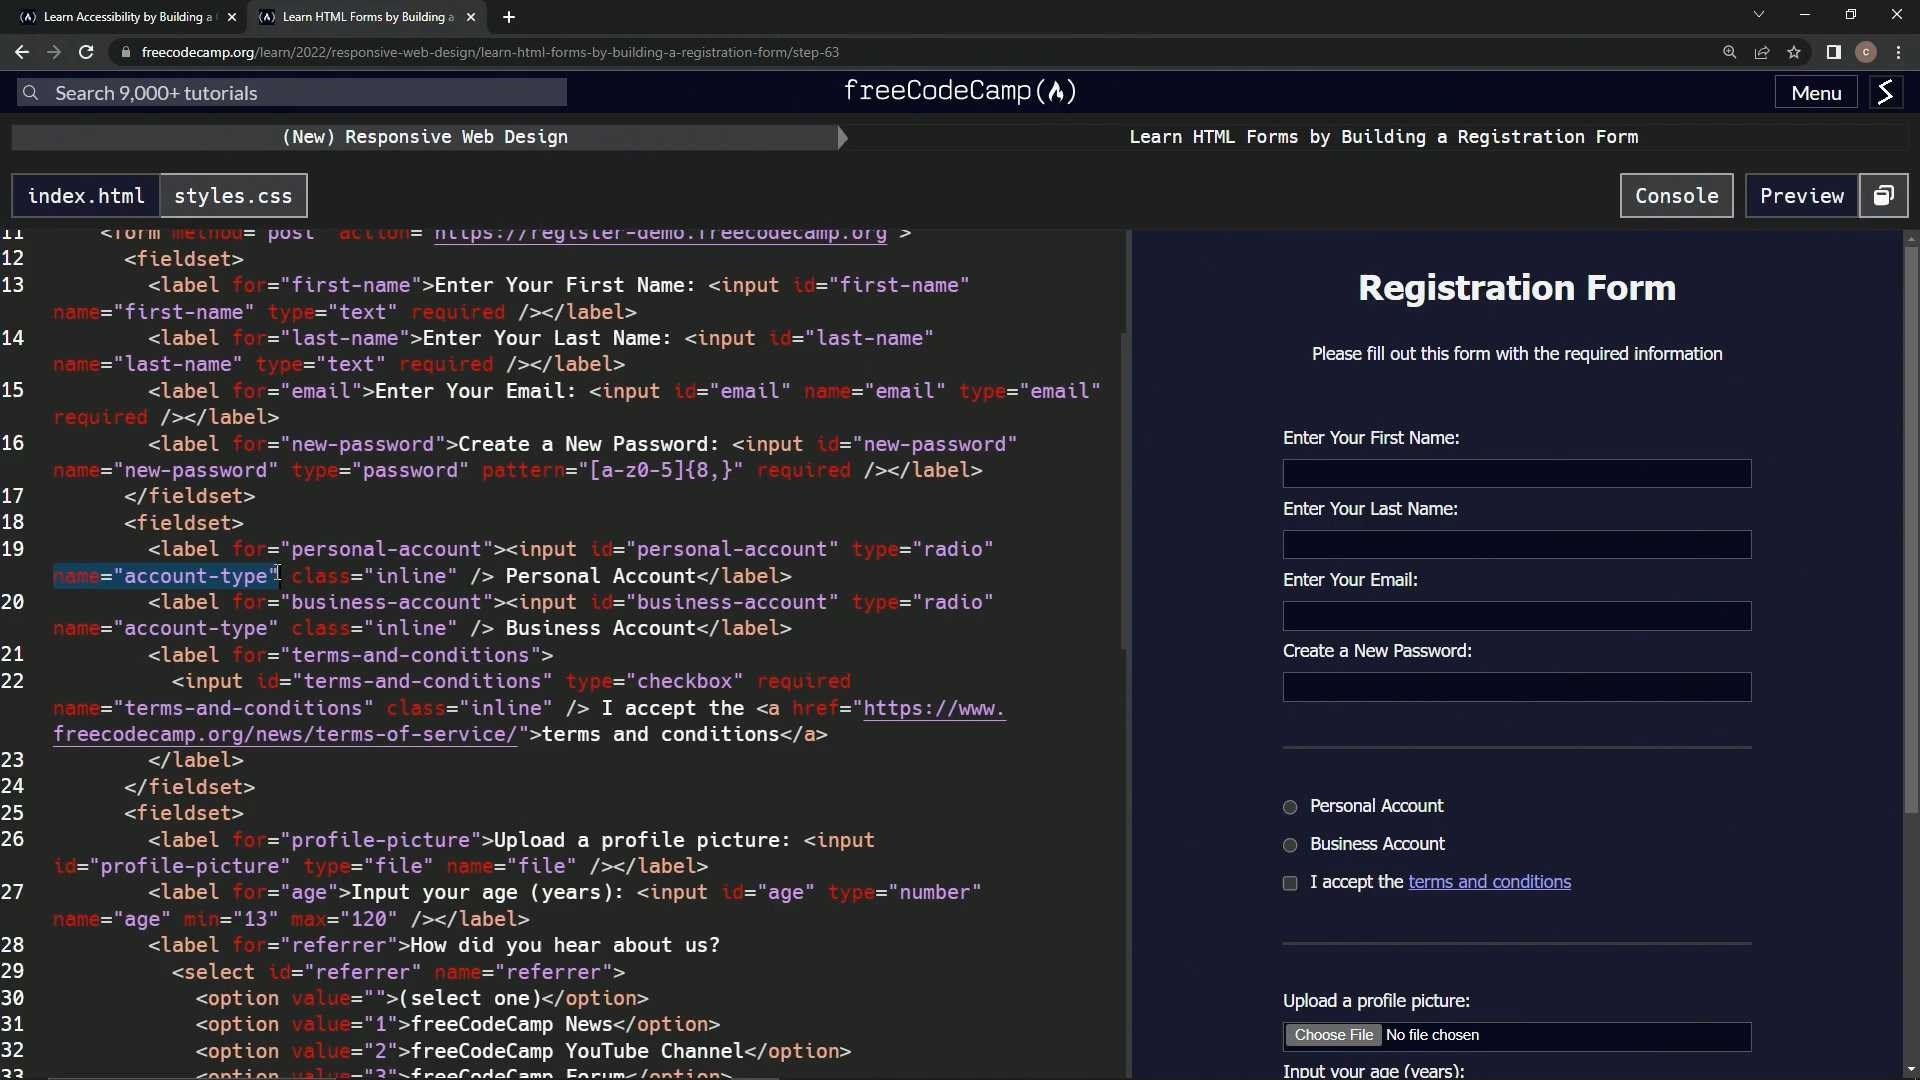 Learn Accessibility by Building a
Learn HTML Forms by Building a
freecodecamp.org/learn/2022/responsive-web-design/learn-html-forms-by-building-a-registration-form/step-63
c
Search 9,000+ tutorials
freeCodeCamp
Menu
(New) Responsive Web Design
Learn HTML Forms by Building a Registration Form
index.html
styles.css
Console
Preview
11 <form method="post" action="https://register-demo.freecodecamp.org">
12 <fieldset>
13 <label for="first-name">Enter Your First Name: <input id="first-name"
name="first-name" type="text" required /></label>
14 <label for="last-name">Enter Your Last Name: <input id="last-name"
name="last-name" type="text" required /></label>
15 <label for="email">Enter Your Email: <input id="email" name="email" type="email"
required /></label>
16 <label for="new-password">Create a New Password: <input id="new-password"
name="new-password" type="password" pattern="[a-z0-5]{8,}" required /></label>
17 </fieldset>
18 <fieldset>
19 <label for="personal-account"><input id="personal-account" type="radio"
name="account-type" class="inline" /> Personal Account</label>
20 <label for="business-account"><input id="business-account" type="radio"
name="account-type" class="inline" /> Business Account</label>
21 <label for="terms-and-conditions">
22 <input id="terms-and-conditions" type="checkbox" required
name="terms-and-conditions" class="inline" /> I accept the <a href="https://www.
freecodecamp.org/news/terms-of-service/">terms and conditions</a>
23 </label>
24 </fieldset>
25 <fieldset>
26 <label for="profile-picture">Upload a profile picture: <input
id="profile-picture" type="file" name="file" /></label>
27 <label for="age">Input your age (years): <input id="age" type="number"
name="age" min="13" max="120" /></label>
28 <label for="referrer">How did you hear about us?
29 <select id="referrer" name="referrer">
30 <option value="">(select one)</option>
31 <option value="1">freeCodeCamp News</option>
32 <option value="2">freeCodeCamp YouTube Channel</option>
33 <option value="3">freeCodeCamp Forum</option>
Registration Form
Please fill out this form with the required information
Enter Your First Name:
Enter Your Last Name:
Enter Your Email:
Create a New Password:
Personal Account
Business Account
I accept the terms and conditions
Upload a profile picture:
Choose File No file chosen
Input your age (years):